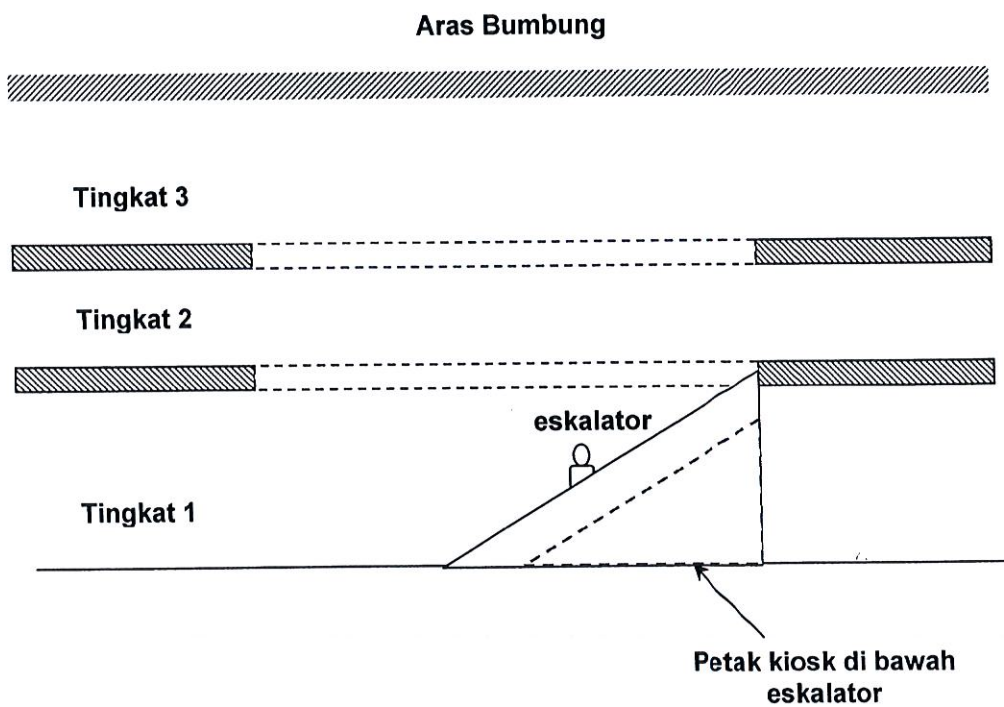 Aras Bumbung
Tingkat 3
Tingkat 2
eskalator
Tingkat 1
Petak kiosk di bawah
eskalator